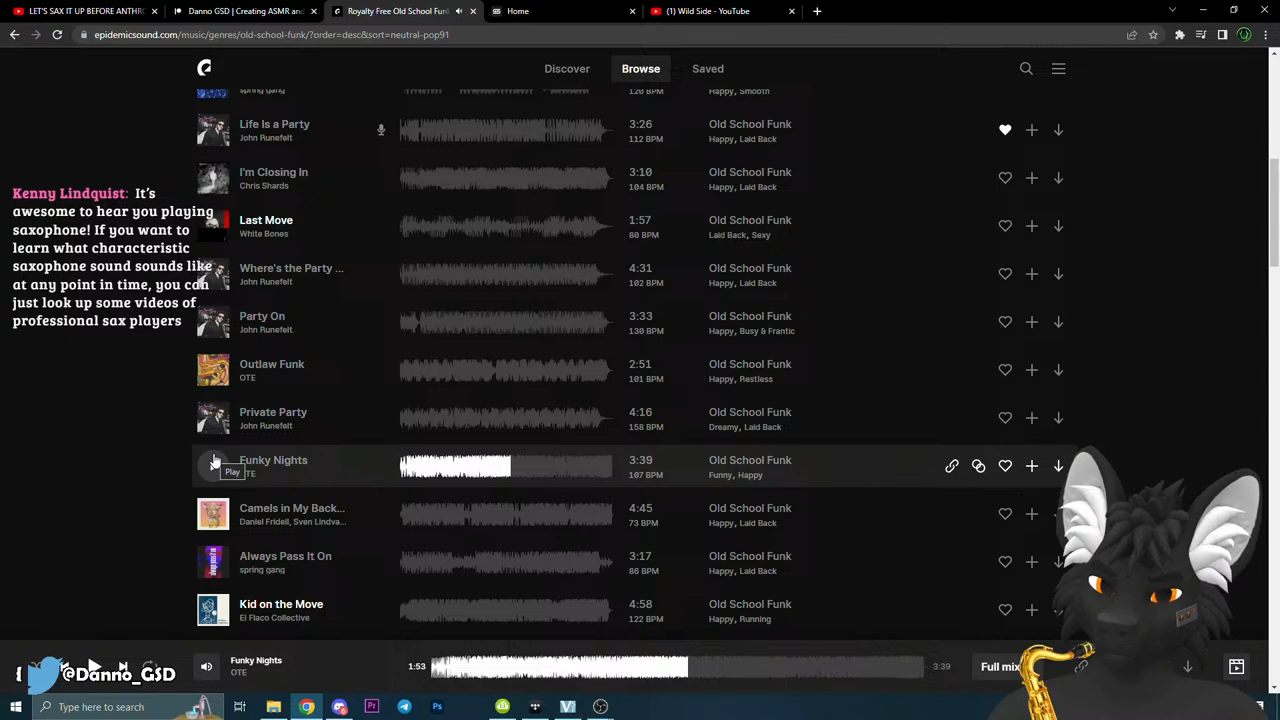 LET'S SAX IT UP BEFORE ANTHR
Danno GSD | Creating ASMR and
Royalty Free Old School Funk
Home
(1) Wild Side - YouTube
epidemicsound.com/music/genres/old-school-funk/?order=desc&sort=neutral-pop91
Discover
Browse
Saved
spring gang
120 BPM
Happy, Smooth
Life Is a Party
John Runefelt
3:26
112 BPM
Old School Funk
Happy, Laid Back
I'm Closing In
Chris Shards
3:10
104 BPM
Old School Funk
Happy, Laid Back
Kenny Lindquist: It's
awesome to hear you playing
saxophone! If you want to
learn what characteristic
saxophone sound sounds like
at any point in time, you can
just look up some videos of
professional sax players
Last Move
White Bones
1:57
80 BPM
Old School Funk
Laid Back, Sexy
Where's the Party ...
John Runefelt
4:31
102 BPM
Old School Funk
Happy, Laid Back
Party On
John Runefelt
3:33
130 BPM
Old School Funk
Happy, Busy & Frantic
Outlaw Funk
OTE
2:51
101 BPM
Old School Funk
Happy, Restless
Private Party
John Runefelt
4:16
158 BPM
Old School Funk
Dreamy, Laid Back
Funky Nights
TE
Play
3:39
107 BPM
Old School Funk
Funny, Happy
Camels in My Back...
Daniel Fridell, Sven Lindva...
4:45
73 BPM
Old School Funk
Happy, Laid Back
Always Pass It On
spring gang
3:17
86 BPM
Old School Funk
Happy, Laid Back
Kid on the Move
El Flaco Collective
4:58
122 BPM
Old School Funk
Happy, Running
@Danno_GSD
Funky Nights
OTE
1:53
3:39
Full mix
Type here to search